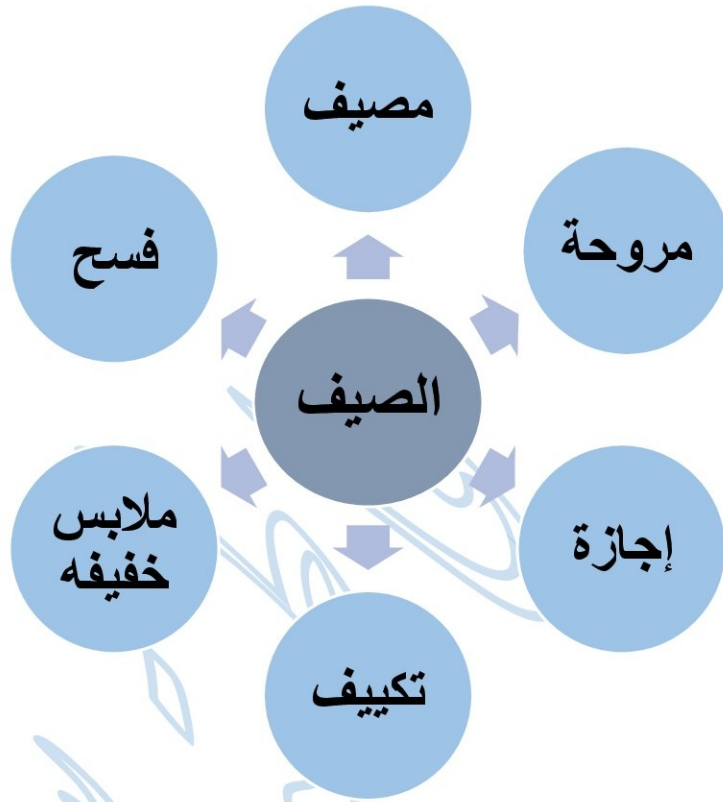 مصيف
مروحة
فسح
الصيف
إجازة
ملابس
خفيفه
تكييف